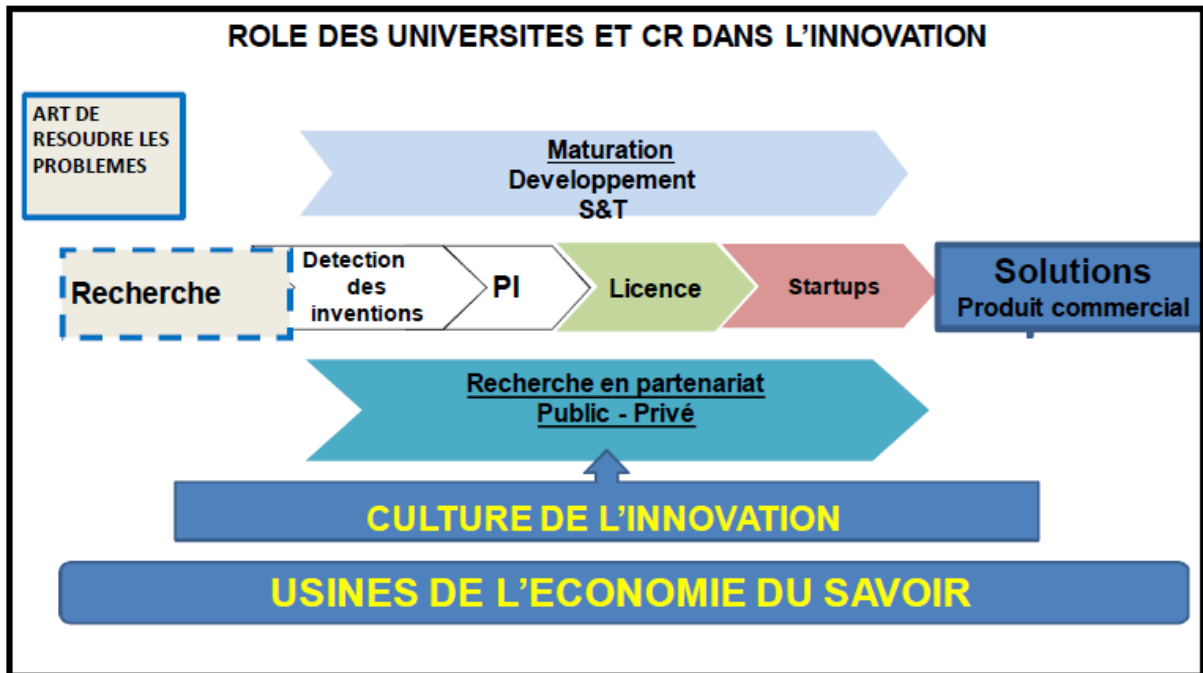 ROLE DES UNIVERSITES ET CR DANS L'INNOVATION
ART DE
RESOUDRE LES
PROBLEMES
Maturation
Developpement
S&T
Recherche
Detection
des
inventions
PI
Licence
Startups
Solutions
Produit commercial
Recherche en partenariat
Public - Privé
CULTURE DE L'INNOVATION
USINES DE L'ECONOMIE DU SAVOIR